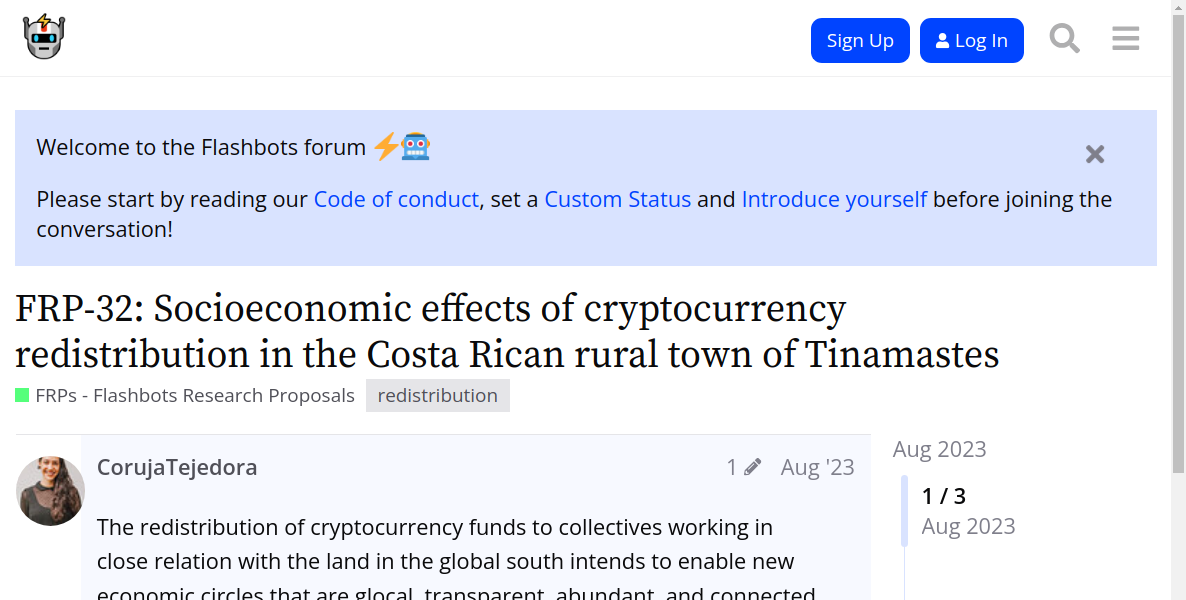 Sign Up
Log In
Welcome to the Flashbots forum
Please start by reading our Code of conduct, set a Custom Status and Introduce yourself before joining the
conversation!
FRP-32: Socioeconomic effects of cryptocurrency
redistribution in the Costa Rican rural town of Tinamastes
FRPs - Flashbots Research Proposals redistribution
CorujaTejedora 1 Aug '23
The redistribution of cryptocurrency funds to collectives working in
close relation with the land in the global south intends to enable new
economic circles that are glocal, transparent, abundant, and connected
Aug 2023
1 / 3
Aug 2023